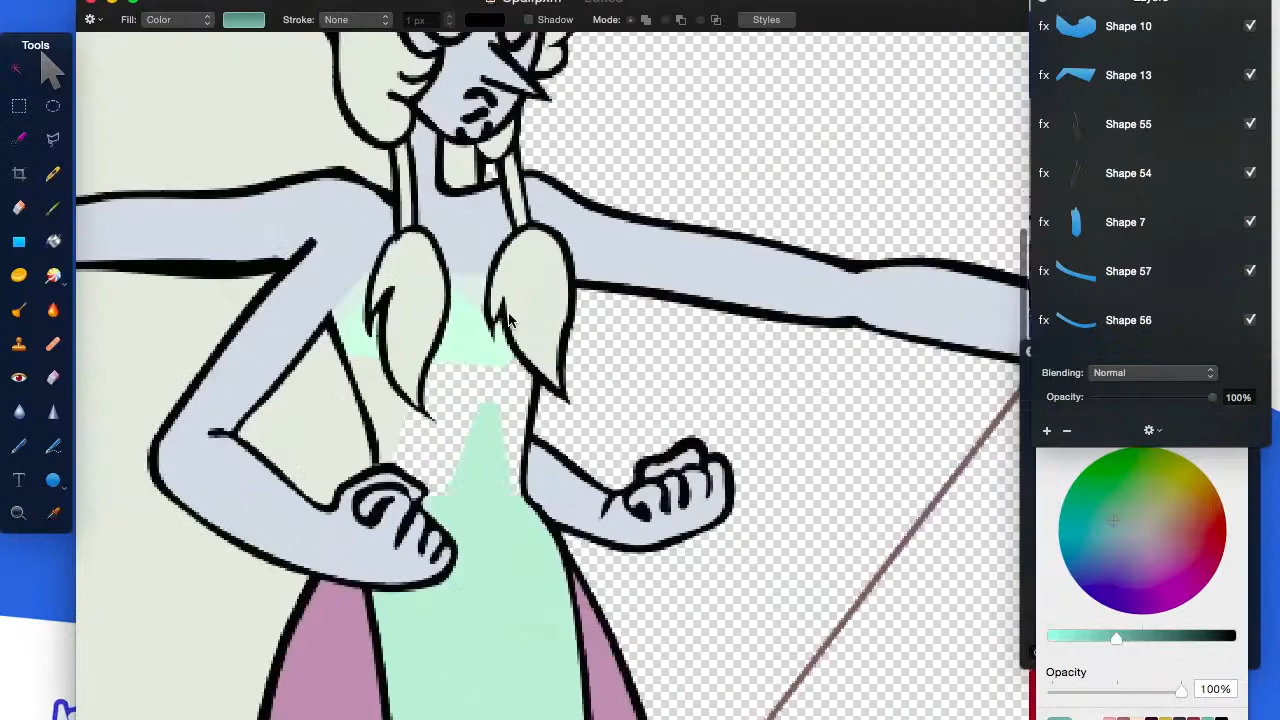 Fill: Color Stroke: None 1 px Shadow Mode: Styles
Tools
T
fx Shape 10
fx Shape 13
fx Shape 55
fx Shape 54
fx Shape 7
fx Shape 57
fx Shape 56
Blending: Normal
Opacity: 100%
Opacity
100%